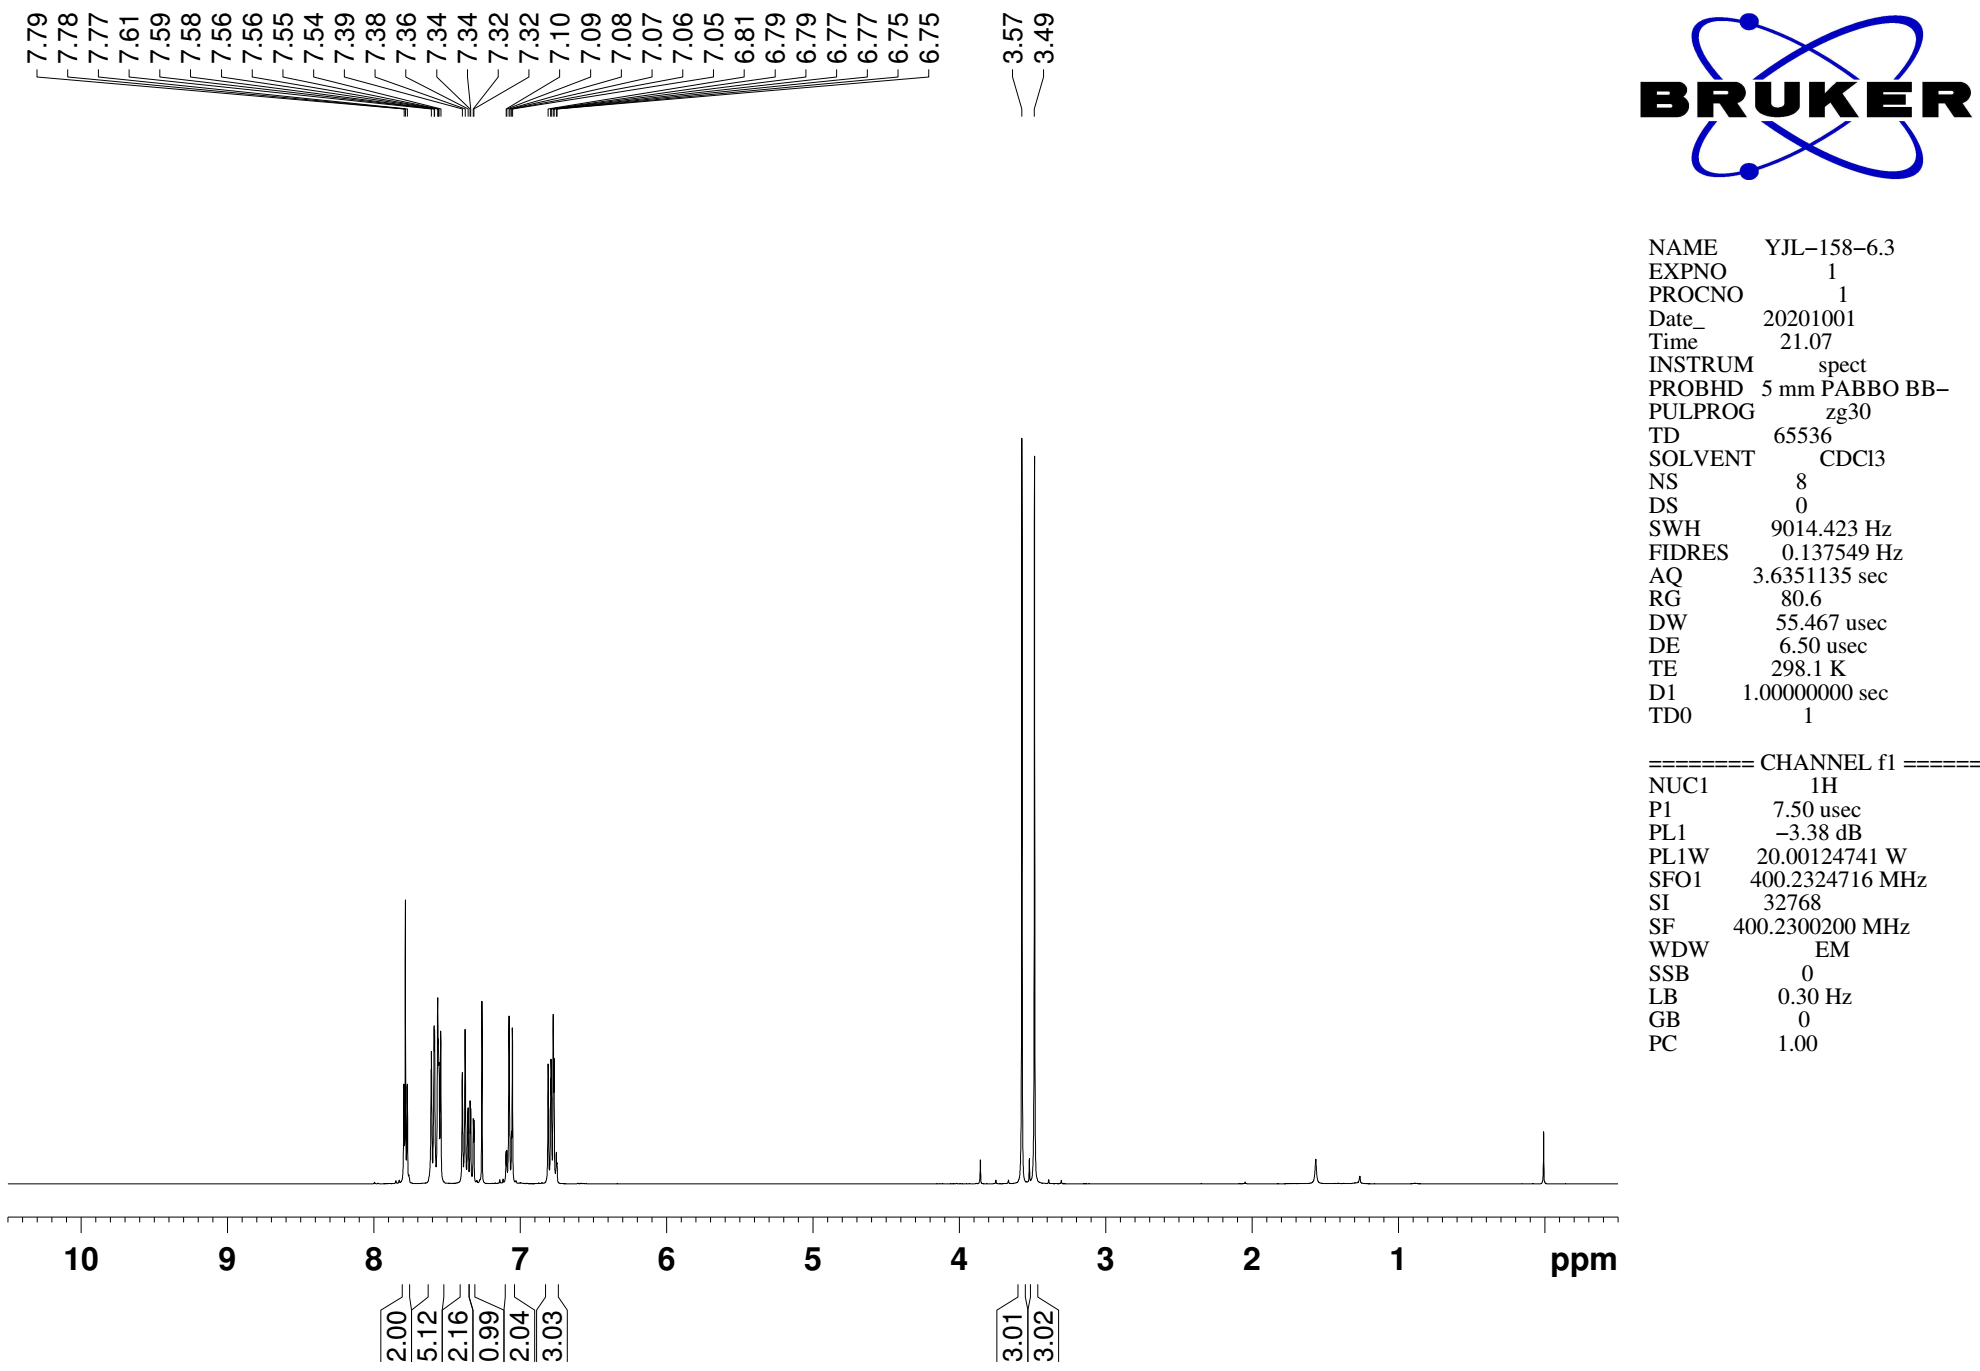 7.79
7.78
7.77
7.61
7.59
7.58
7.56
7.56
7.55
7.54
7.39
7.38
7.36
7.34
7.34
7.32
7.32
7.10
7.09
7.08
7.07
7.06
7.05
6.81
6.79
6.79
6.77
6.77
6.75
6.75
3.57
3.49
BRUKER
NAME YJL−158−6.3
EXPNO 1
PROCNO 1
Date_ 20201001
Time 21.07
INSTRUM spect
PROBHD 5 mm PABBO BB−
PULPROG zg30
TD 65536
SOLVENT CDCl3
NS 8
DS 0
SWH 9014.423 Hz
FIDRES 0.137549 Hz
AQ 3.6351135 sec
RG 80.6
DW 55.467 usec
DE 6.50 usec
TE 298.1 K
D1 1.00000000 sec
TD0 1
======== CHANNEL f1 ======
NUC1 1H
P1 7.50 usec
PL1 −3.38 dB
PL1W 20.00124741 W
SFO1 400.2324716 MHz
SI 32768
SF 400.2300200 MHz
WDW EM
SSB 0
LB 0.30 Hz
GB 0
PC 1.00
10 9 8 7 6 5 4 3 2 1 ppm
2.00
5.12
2.16
0.99
2.04
3.03
3.01
3.02